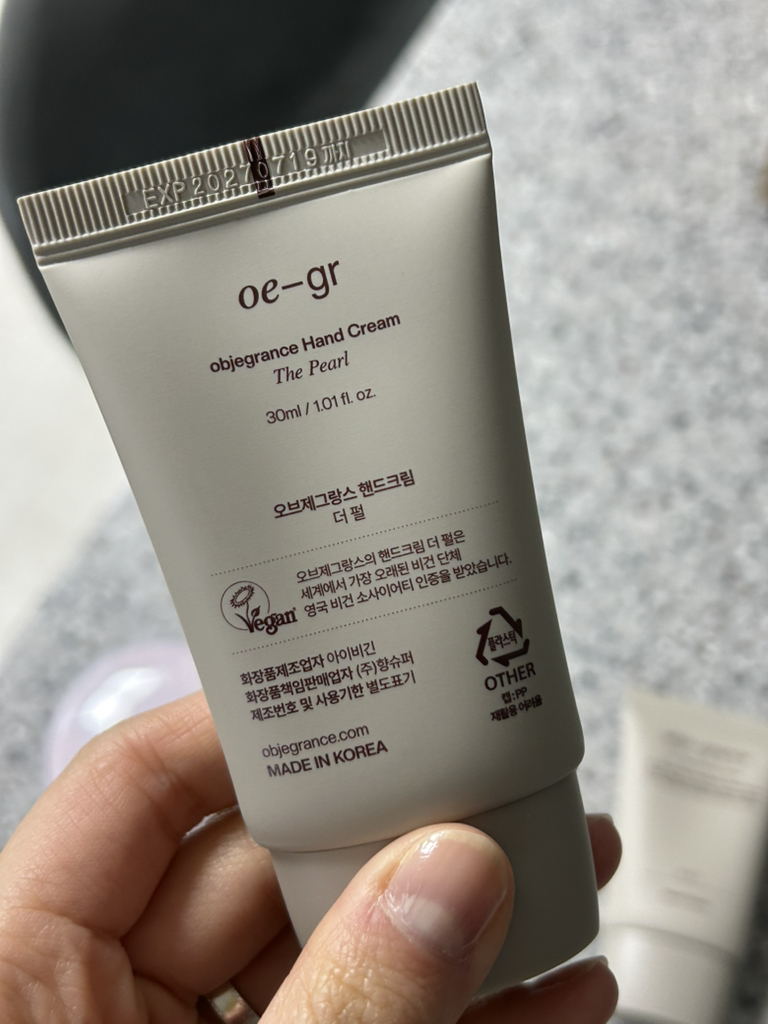 EXP 20270719 까지
oe-gr
objegrance Hand Cream
The Pearl
30ml / 1.01 fl. oz.
오브제그랑스 핸드크림
더 펄
오브제그랑스의 핸드크림 더 펄은
세계에서 가장 오래된 비건 단체
영국 비건 소사이어티 인증을 받았습니다.
Vegan
화장품제조업자 아이비긴
화장품책임판매업자 (주)향슈퍼
제조번호 및 사용기한 별도표기
플라스틱
OTHER
캡 : PP
재활용 어려움
objegrance.com
MADE IN KOREA